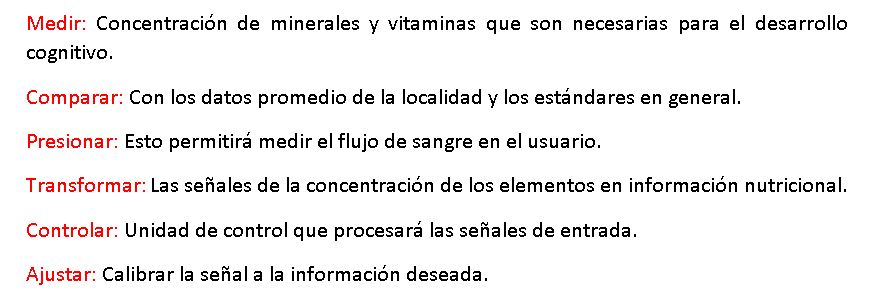 Medir: Concentración de minerales y vitaminas que son necesarias para el desarrollo
cognitivo.
Comparar: Con los datos promedio de la localidad y los estándares en general.
Presionar: Esto permitirá medir el flujo de sangre en el usuario.
Transformar: Las señales de la concentración de los elementos en información nutricional.
Controlar: Unidad de control que procesará las señales de entrada.
Ajustar: Calibrar la señal a la información deseada.